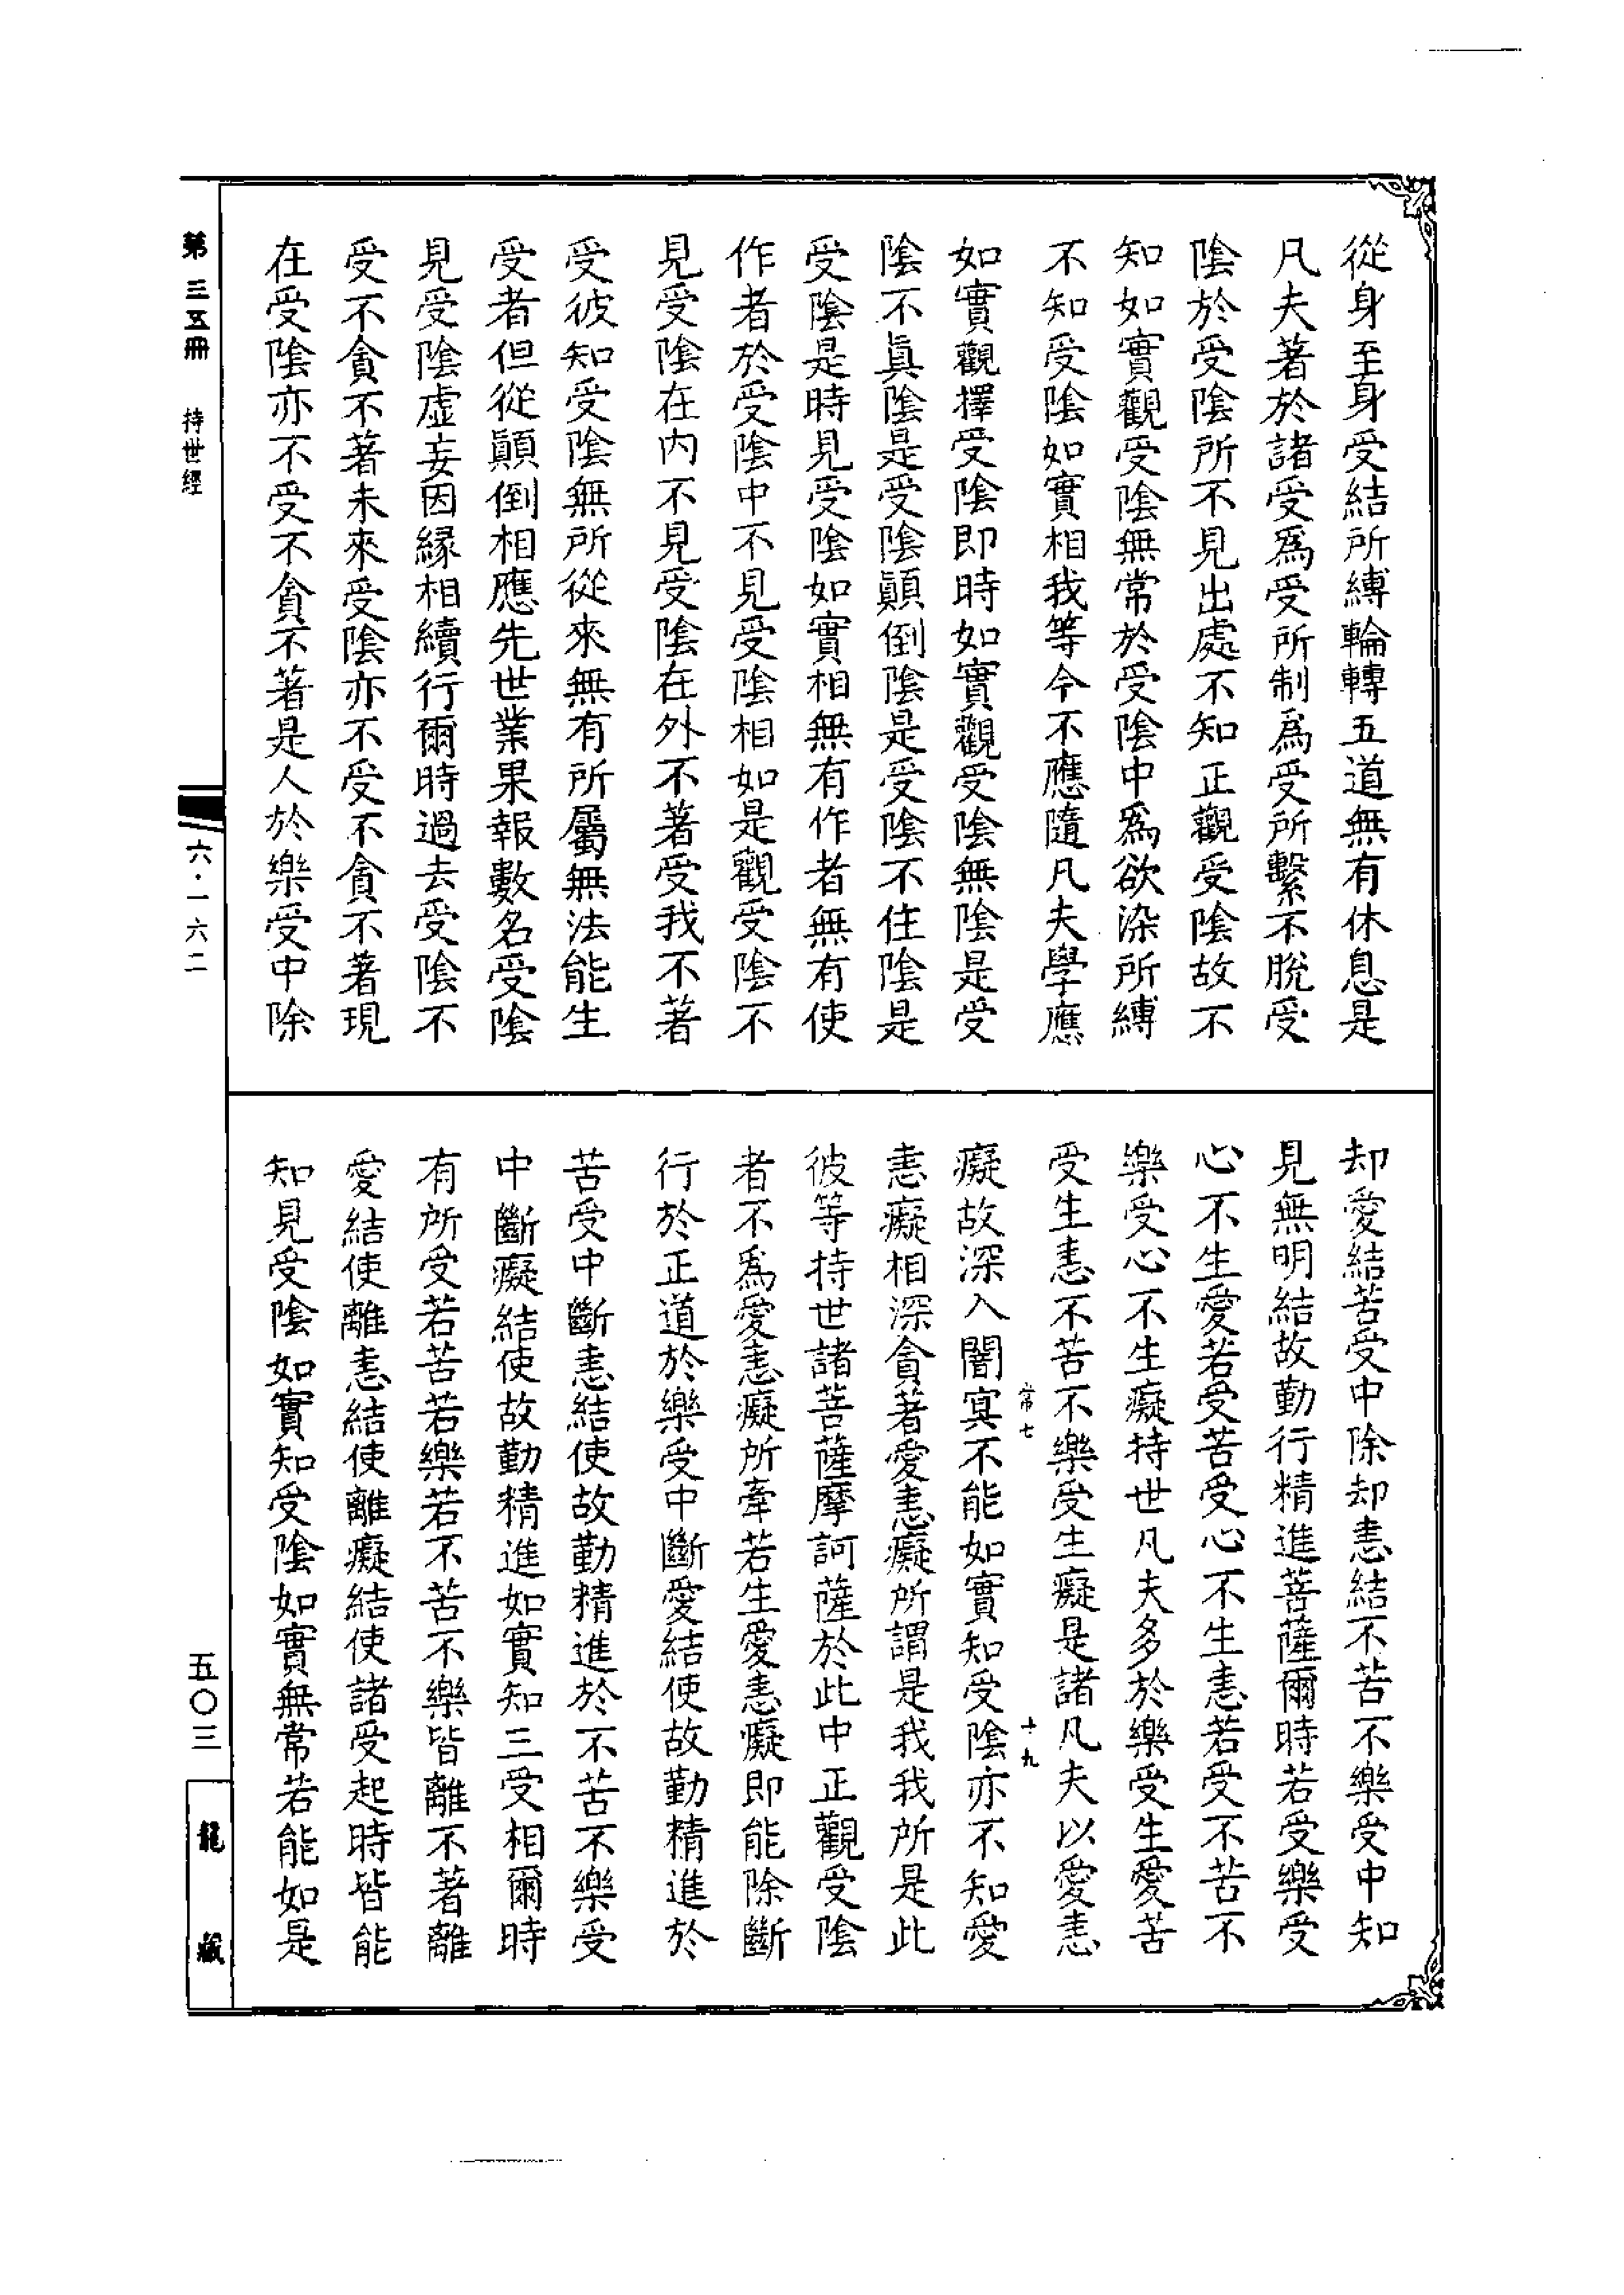 從身至身受結所縛輪轉五道無有休息是
凡夫著於諸受爲受所制爲受所繫不脫受
陰於受陰所不見出處不知正觀受陰故不
知如實觀受陰無常於受陰中爲欲染所縛
不知受陰如實相我等今不應隨凡夫學應
如實觀擇受陰即時如實觀受陰無陰是受
陰不真陰是受陰顛倒陰是受陰不住陰是
受陰是時見受陰如實相無有作者無有使
作者於受陰中不見受陰相如是觀受陰不
見受陰在内不見受陰在外不著受我不著
受彼知受陰無所從來無有所屬無法能生
受者但從顛倒相應先世業果報數名受陰
見受陰虛妄因緣相續行爾時過去受陰不
受不貪不著未來受陰亦不受不貪不著現
在受陰亦不受不貪不著是人於樂受中除
却愛結苦受中除却恚結不苦不樂受中知
見無明結故勤行精進菩薩爾時若受樂受
心不生愛若受苦受心不生恚若受不苦不
樂受心不生癡持世凡夫多於樂受生愛苦
受生恚不苦不樂受生癡是諸凡夫以愛恚
常七
十九
癡故深入闇㝠不能如實知受陰亦不知愛
恚癡相深貪著愛恚癡所謂是我我所是此
彼等持世諸菩薩摩訶薩於此中正觀受陰
者不爲愛恚癡所牽若生愛恚癡即能除斷
行於正道於樂受中斷愛結使故勤精進於
苦受中斷恚結使故勤精進於不苦不樂受
中斷癡結使故勤精進如實知三受相爾時
有所受若苦若樂若不苦不樂皆離不著離
愛結使離恚結使離癡結使諸受起時皆能
知見受陰如實知受陰如實無常若能如是
第三五冊　持世經
六·一六二
五〇三
龍藏